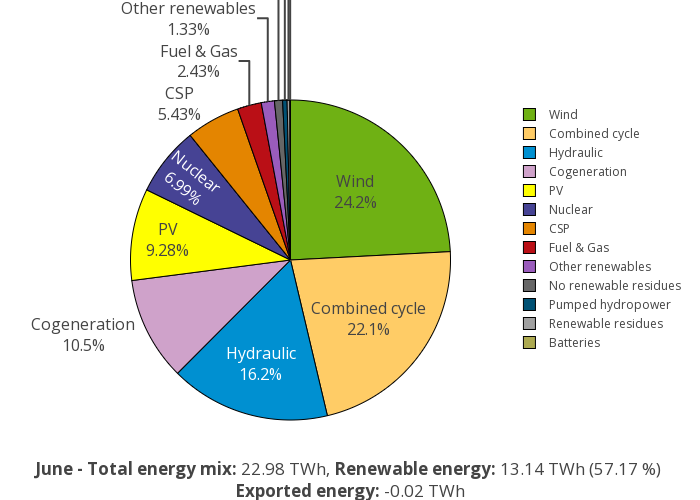 Other renewables
1.33%
Fuel & Gas
2.43%
CSP
5.43%
Nuclear
6.99%
PV
9.28%
Cogeneration
10.5%
Hydraulic
16.2%
Combined cycle
22.1%
Wind
24.2%
Wind
Combined cycle
Hydraulic
Cogeneration
PV
Nuclear
CSP
Fuel & Gas
Other renewables
No renewable residues
Pumped hydropower
Renewable residues
Batteries
June - Total energy mix: 22.98 TWh, Renewable energy: 13.14 TWh (57.17 %)
Exported energy: -0.02 TWh